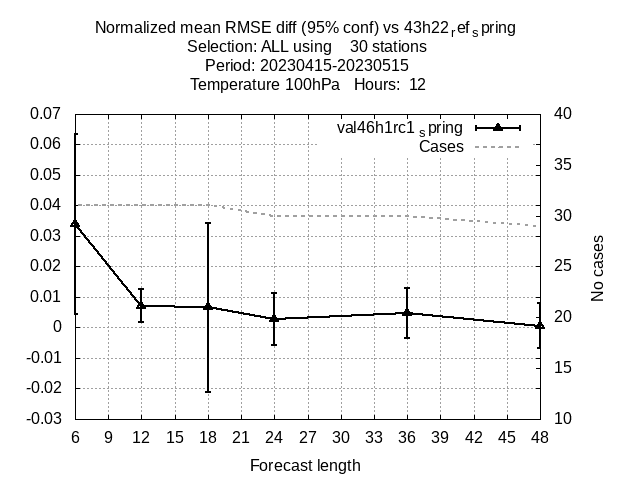 Normalized mean RMSE diff (95% conf) vs 43h22refspring
Selection: ALL using 30 stations
Period: 20230415-20230515
Temperature 100hPa Hours: 12
val46h1rc1spring
Cases
0.07
0.06
0.05
0.04
0.03
0.02
0.01
0
-0.01
-0.02
-0.03
40
35
30
25
20
15
10
No cases
6 9 12 15 18 21 24 27 30 33 36 39 42 45 48
Forecast length